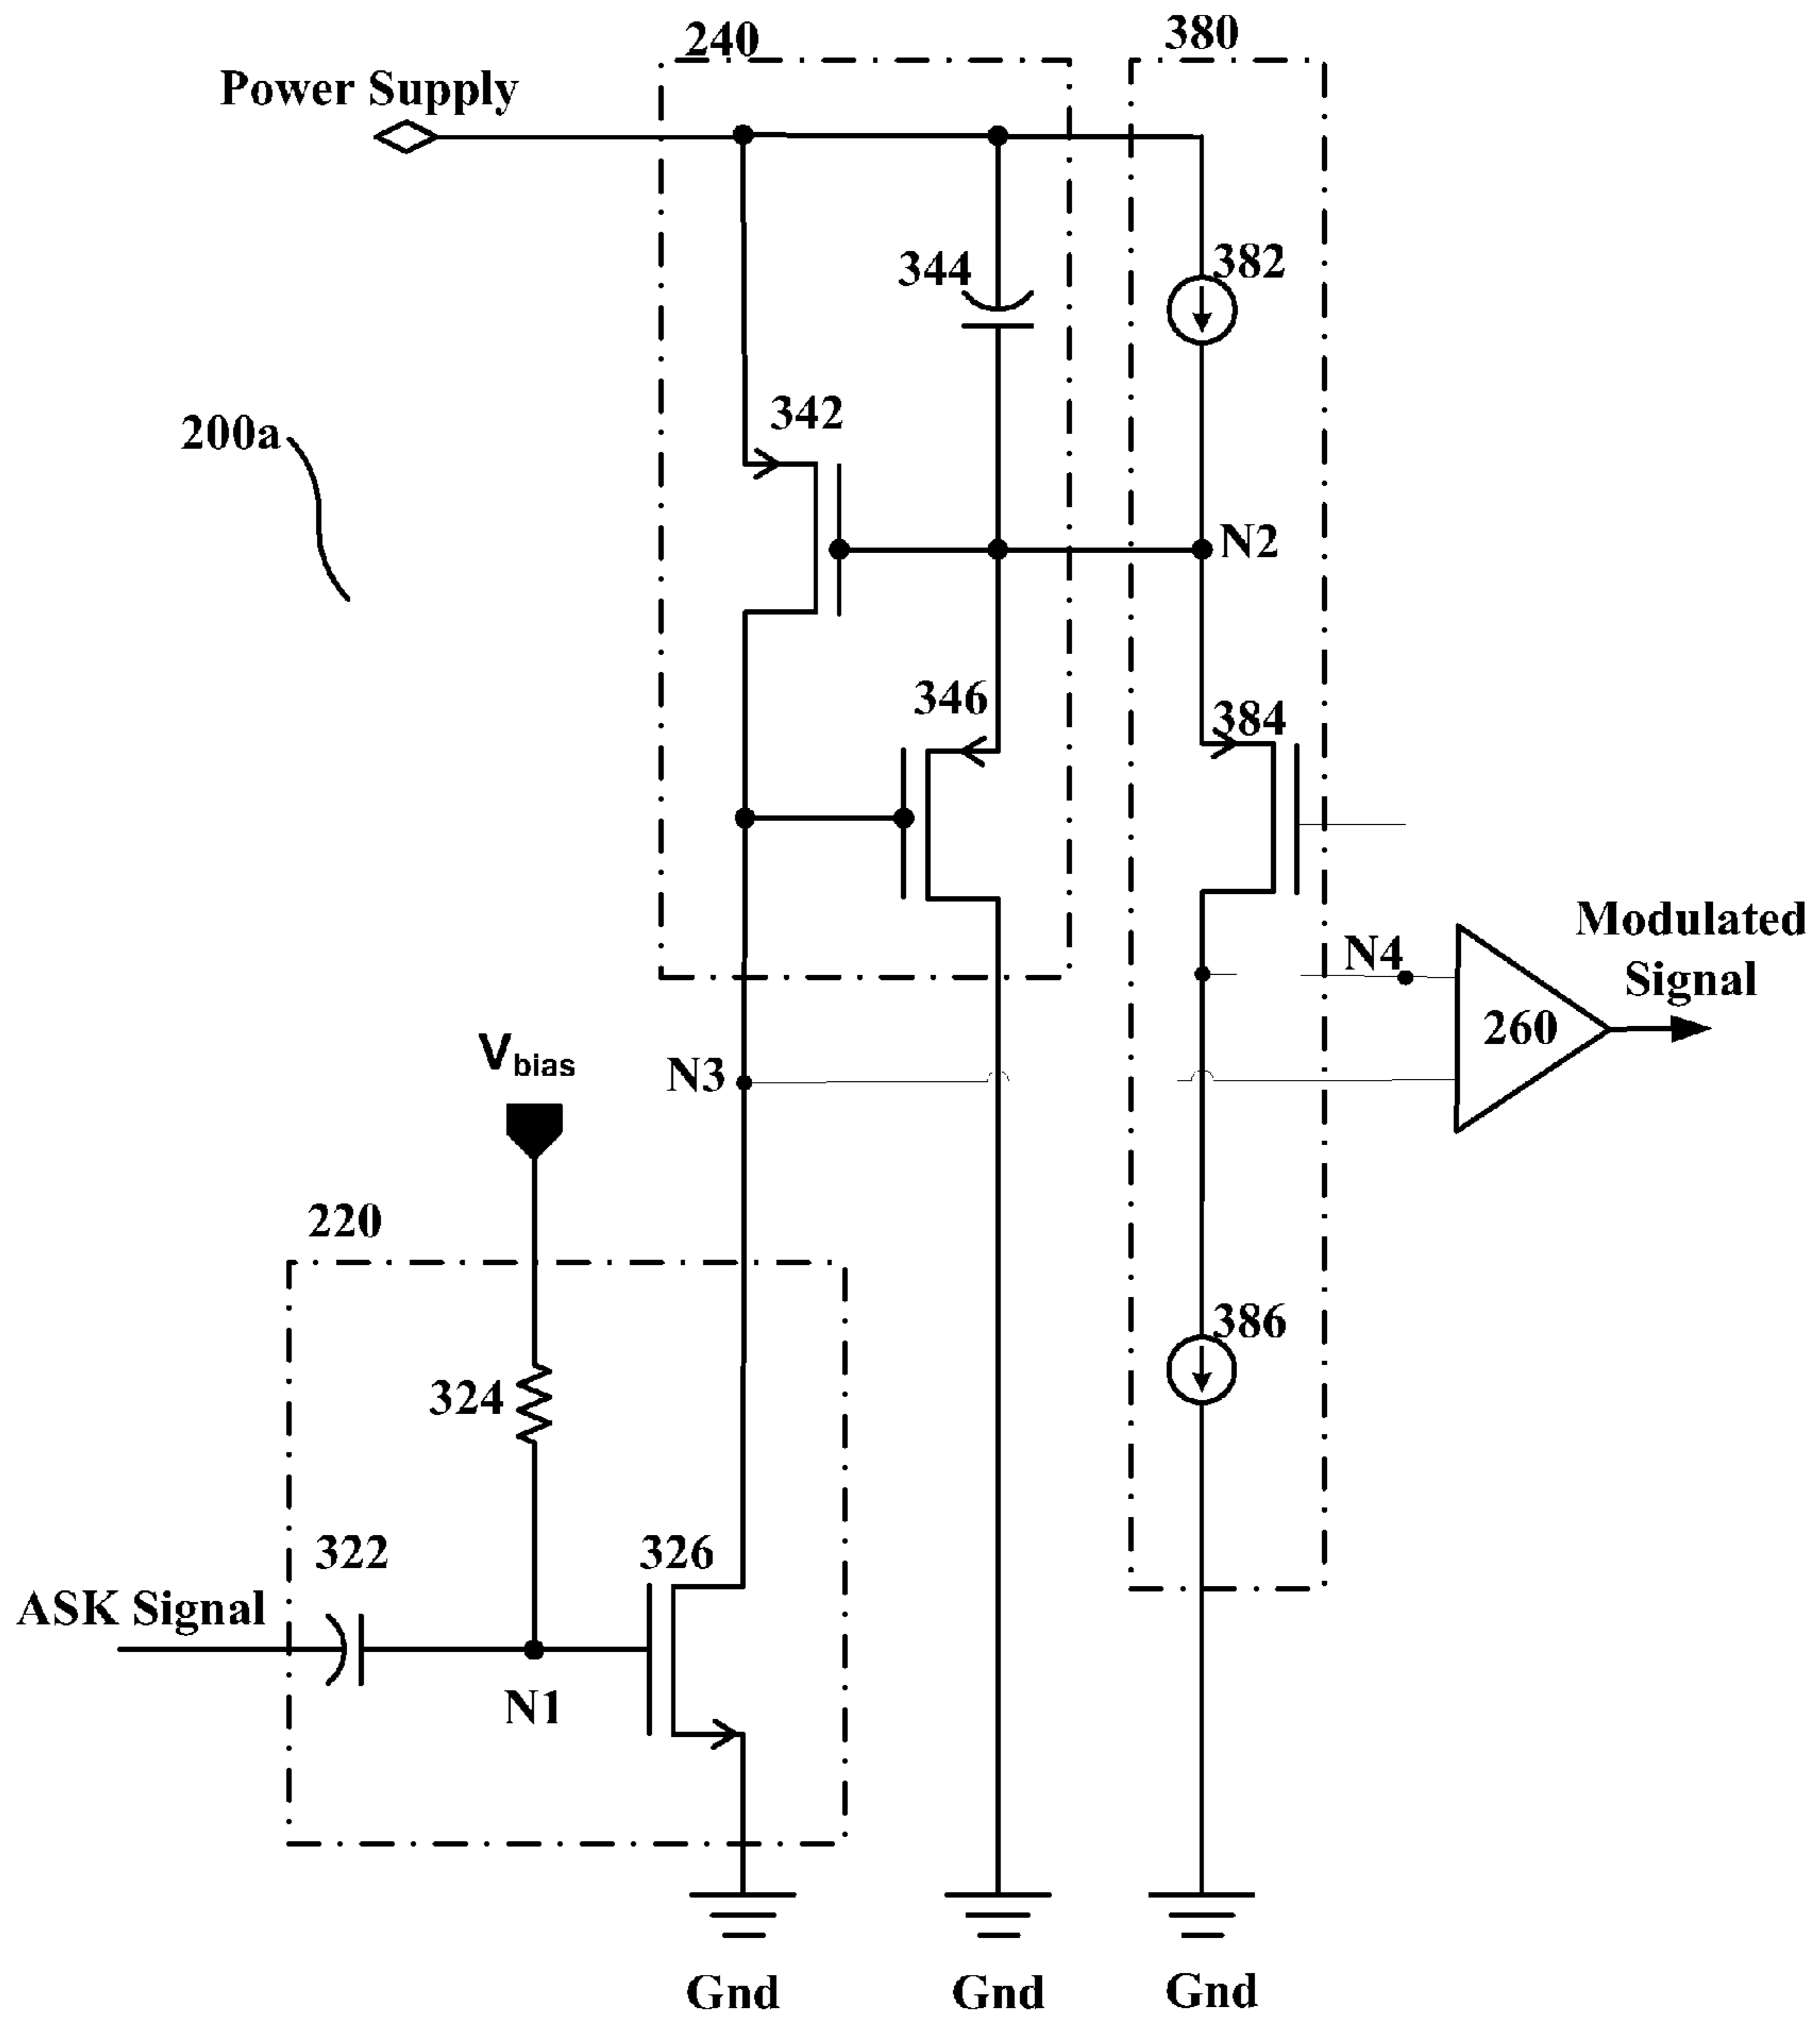 240
380
Power Supply
382
344
342
200a
N2
346
384
Modulated
Signal
N4
260
Vbias
N3
220
386
324
322
326
ASK Signal
N1
Gnd
Gnd
Gnd